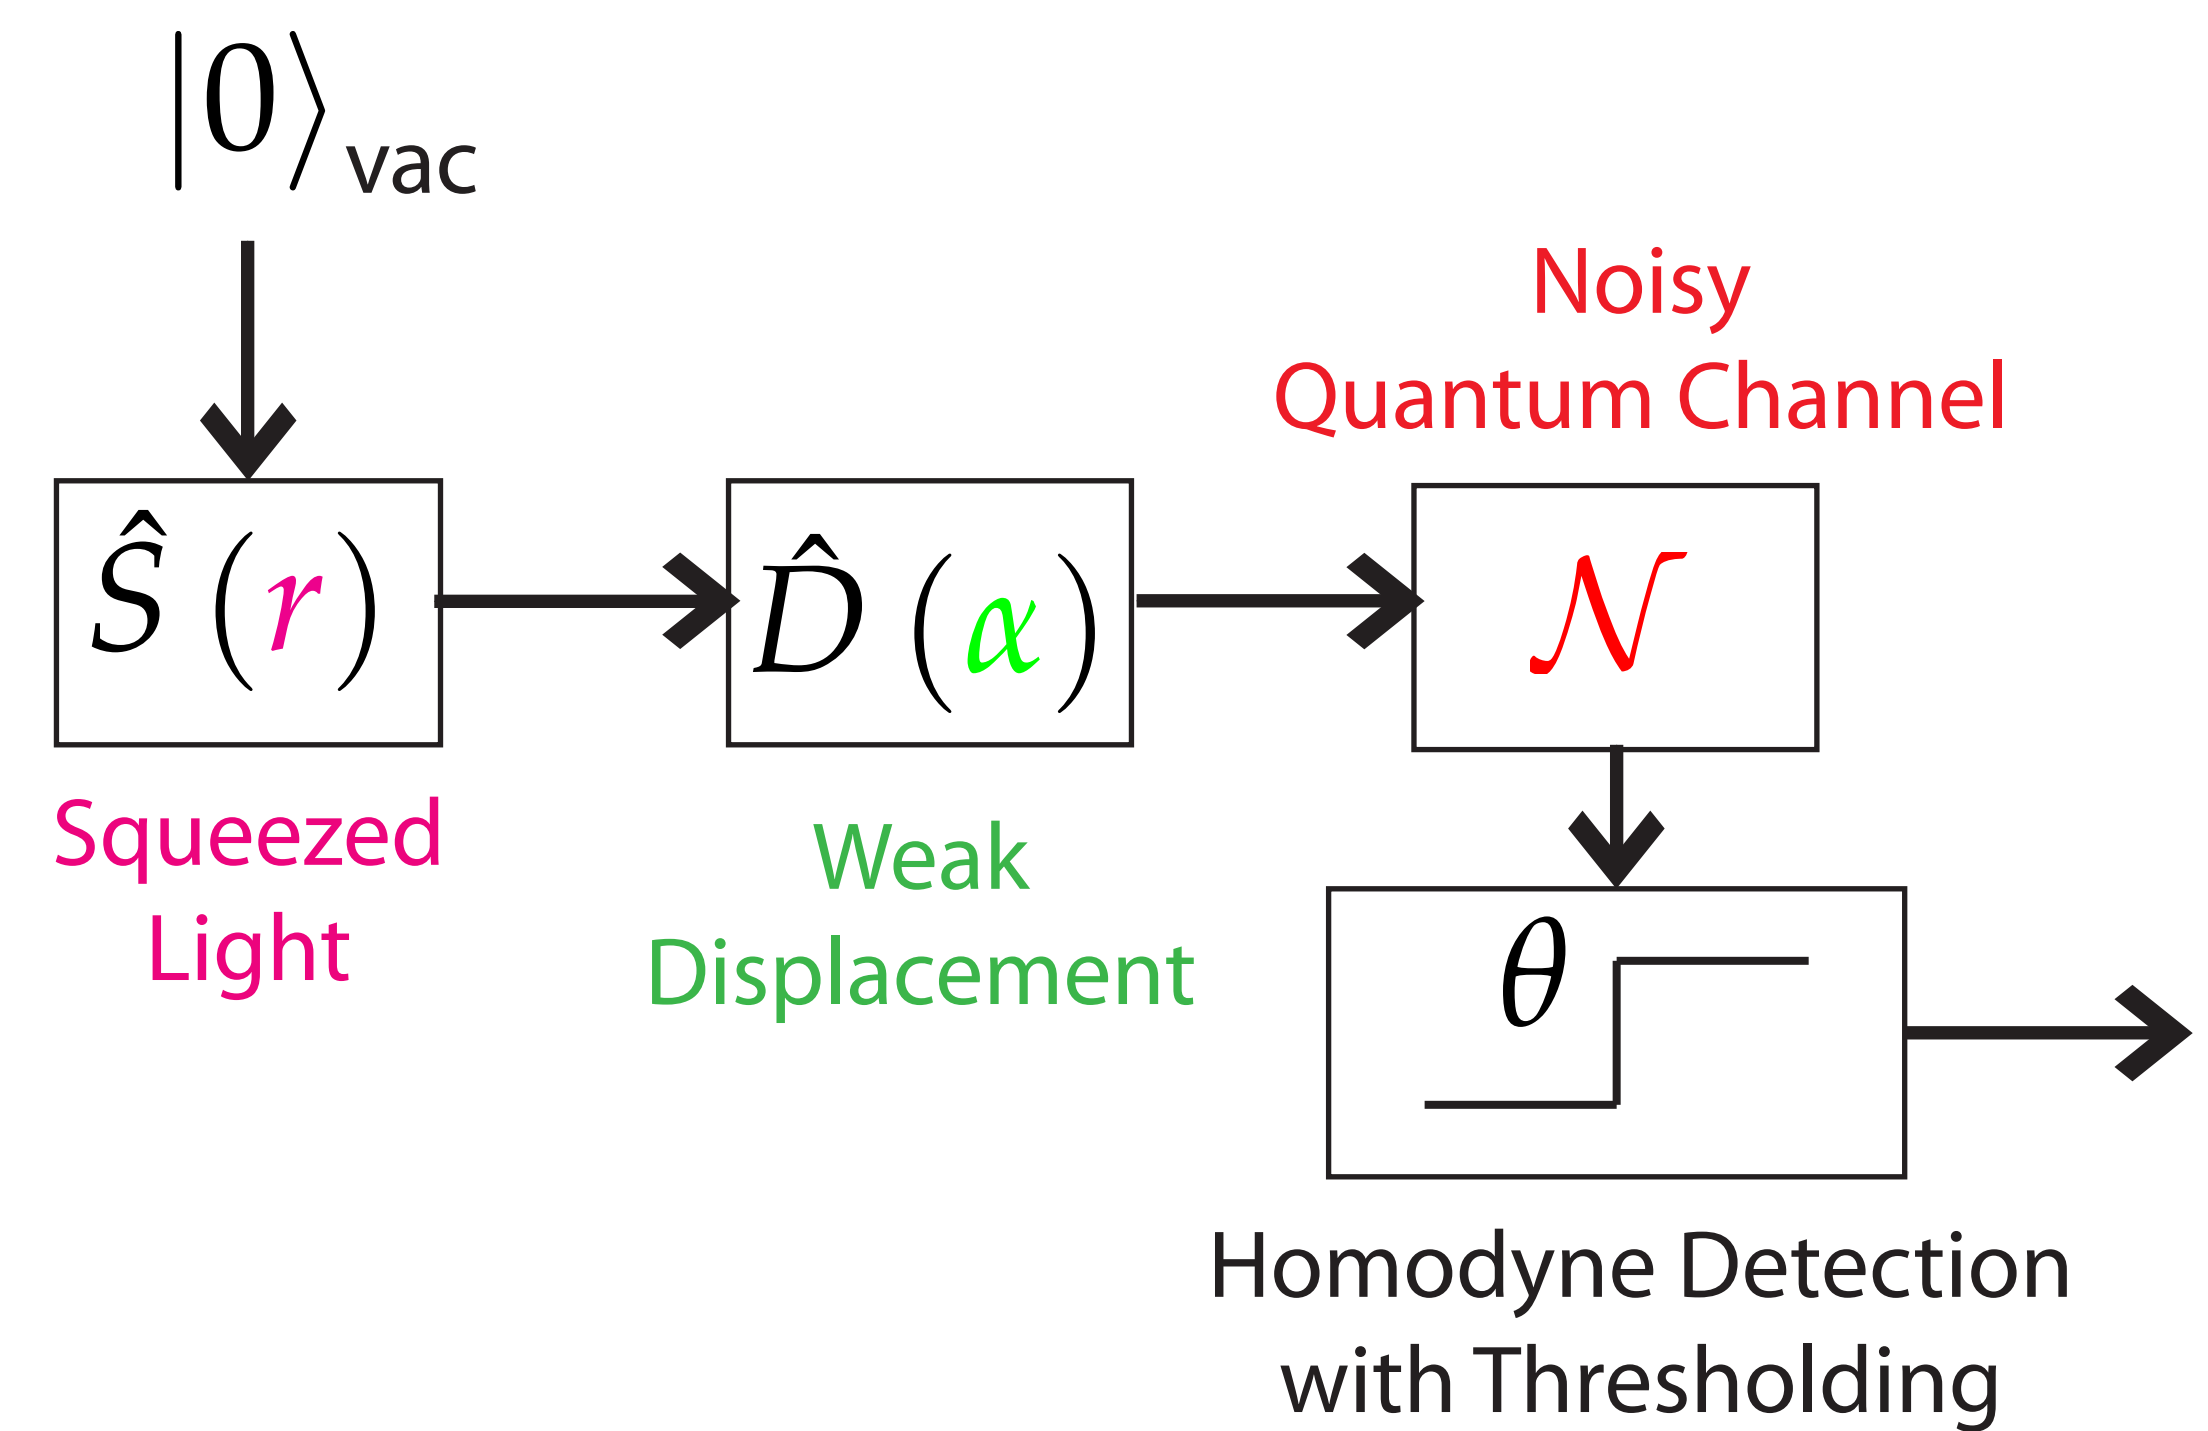 |0⟩vac
Noisy
Quantum Channel
Ŝ (r)
D̂ (α)
𝒩
Squeezed
Light
Weak
Displacement
θ
Homodyne Detection
with Thresholding